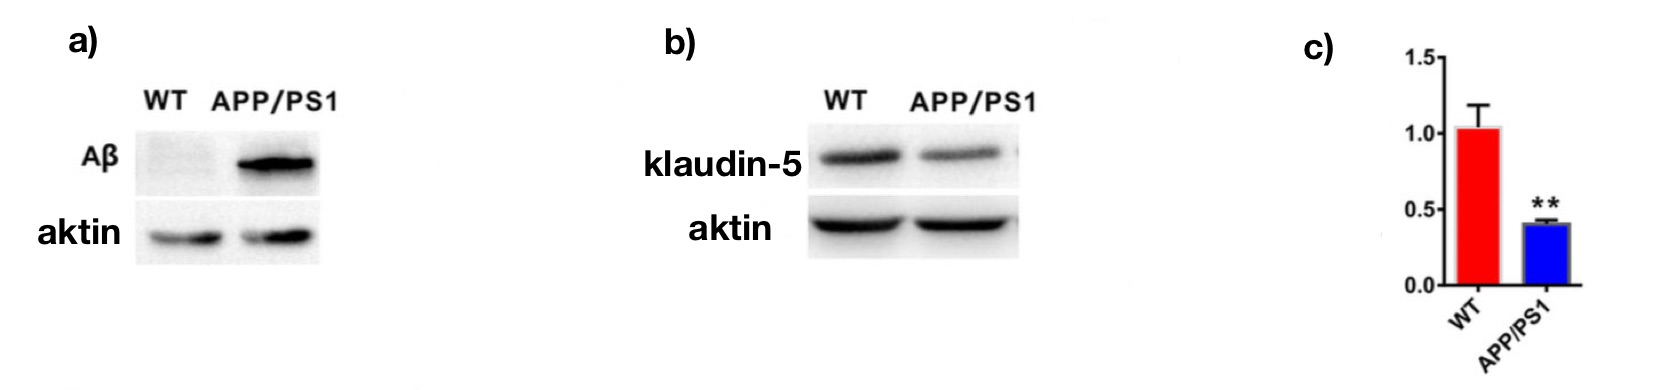 a)
WT APP/PS1
Aβ
aktin
b)
WT APP/PS1
klaudin-5
aktin
c)
1.5
1.0
0.5
0.0
**
WT
APP/PS1